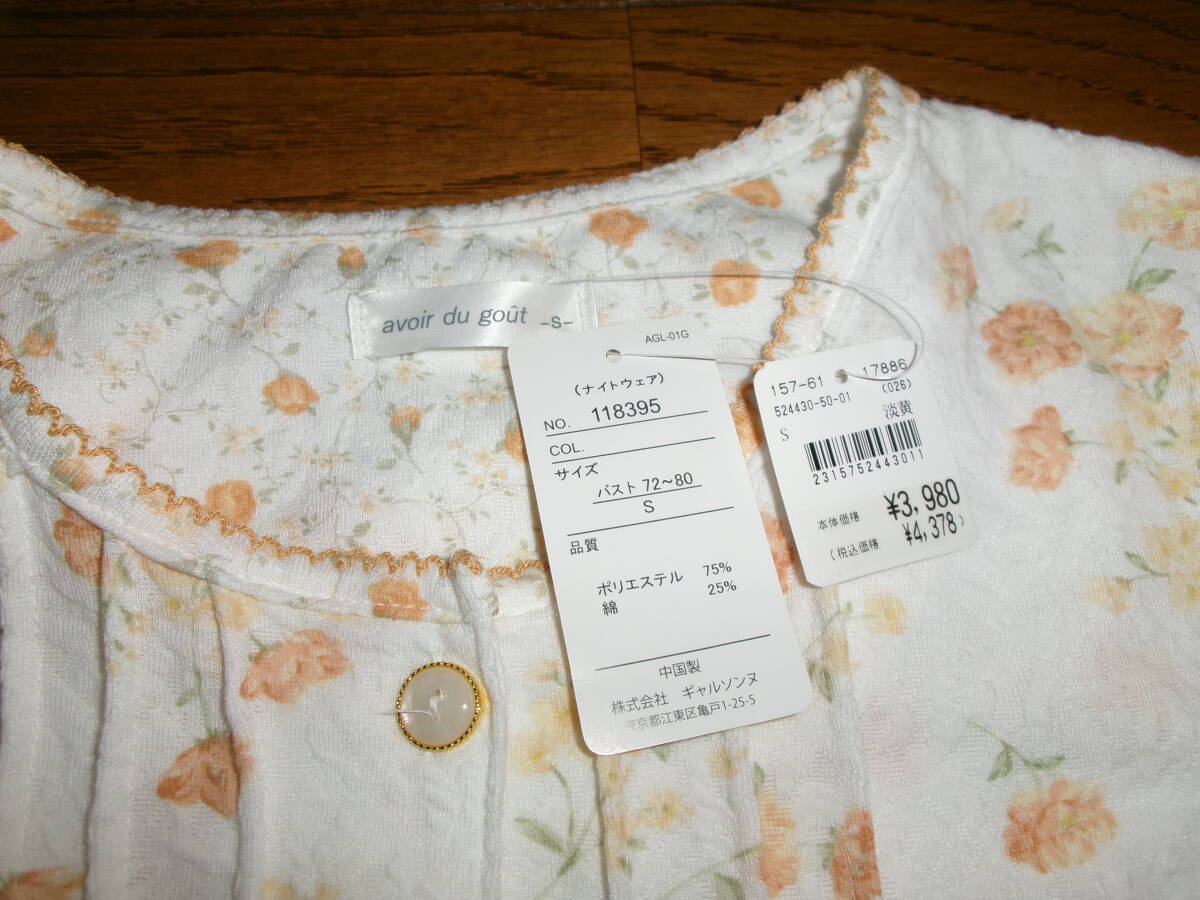 avoir du goût -S-
AGL-01G
(ナイトウェア)
NO. 118395
COL.
サイズ
バスト 72~80
S
品質
ポリエステル 75%
綿 25%
中国製
株式会社 ギャルソンヌ
東京都江東区亀戸1-25-5
157-61 17886
524430-50-01 (026)
S 淡黄
2315752443011
本体価格 ¥3,980
(税込価格 ¥4,378)